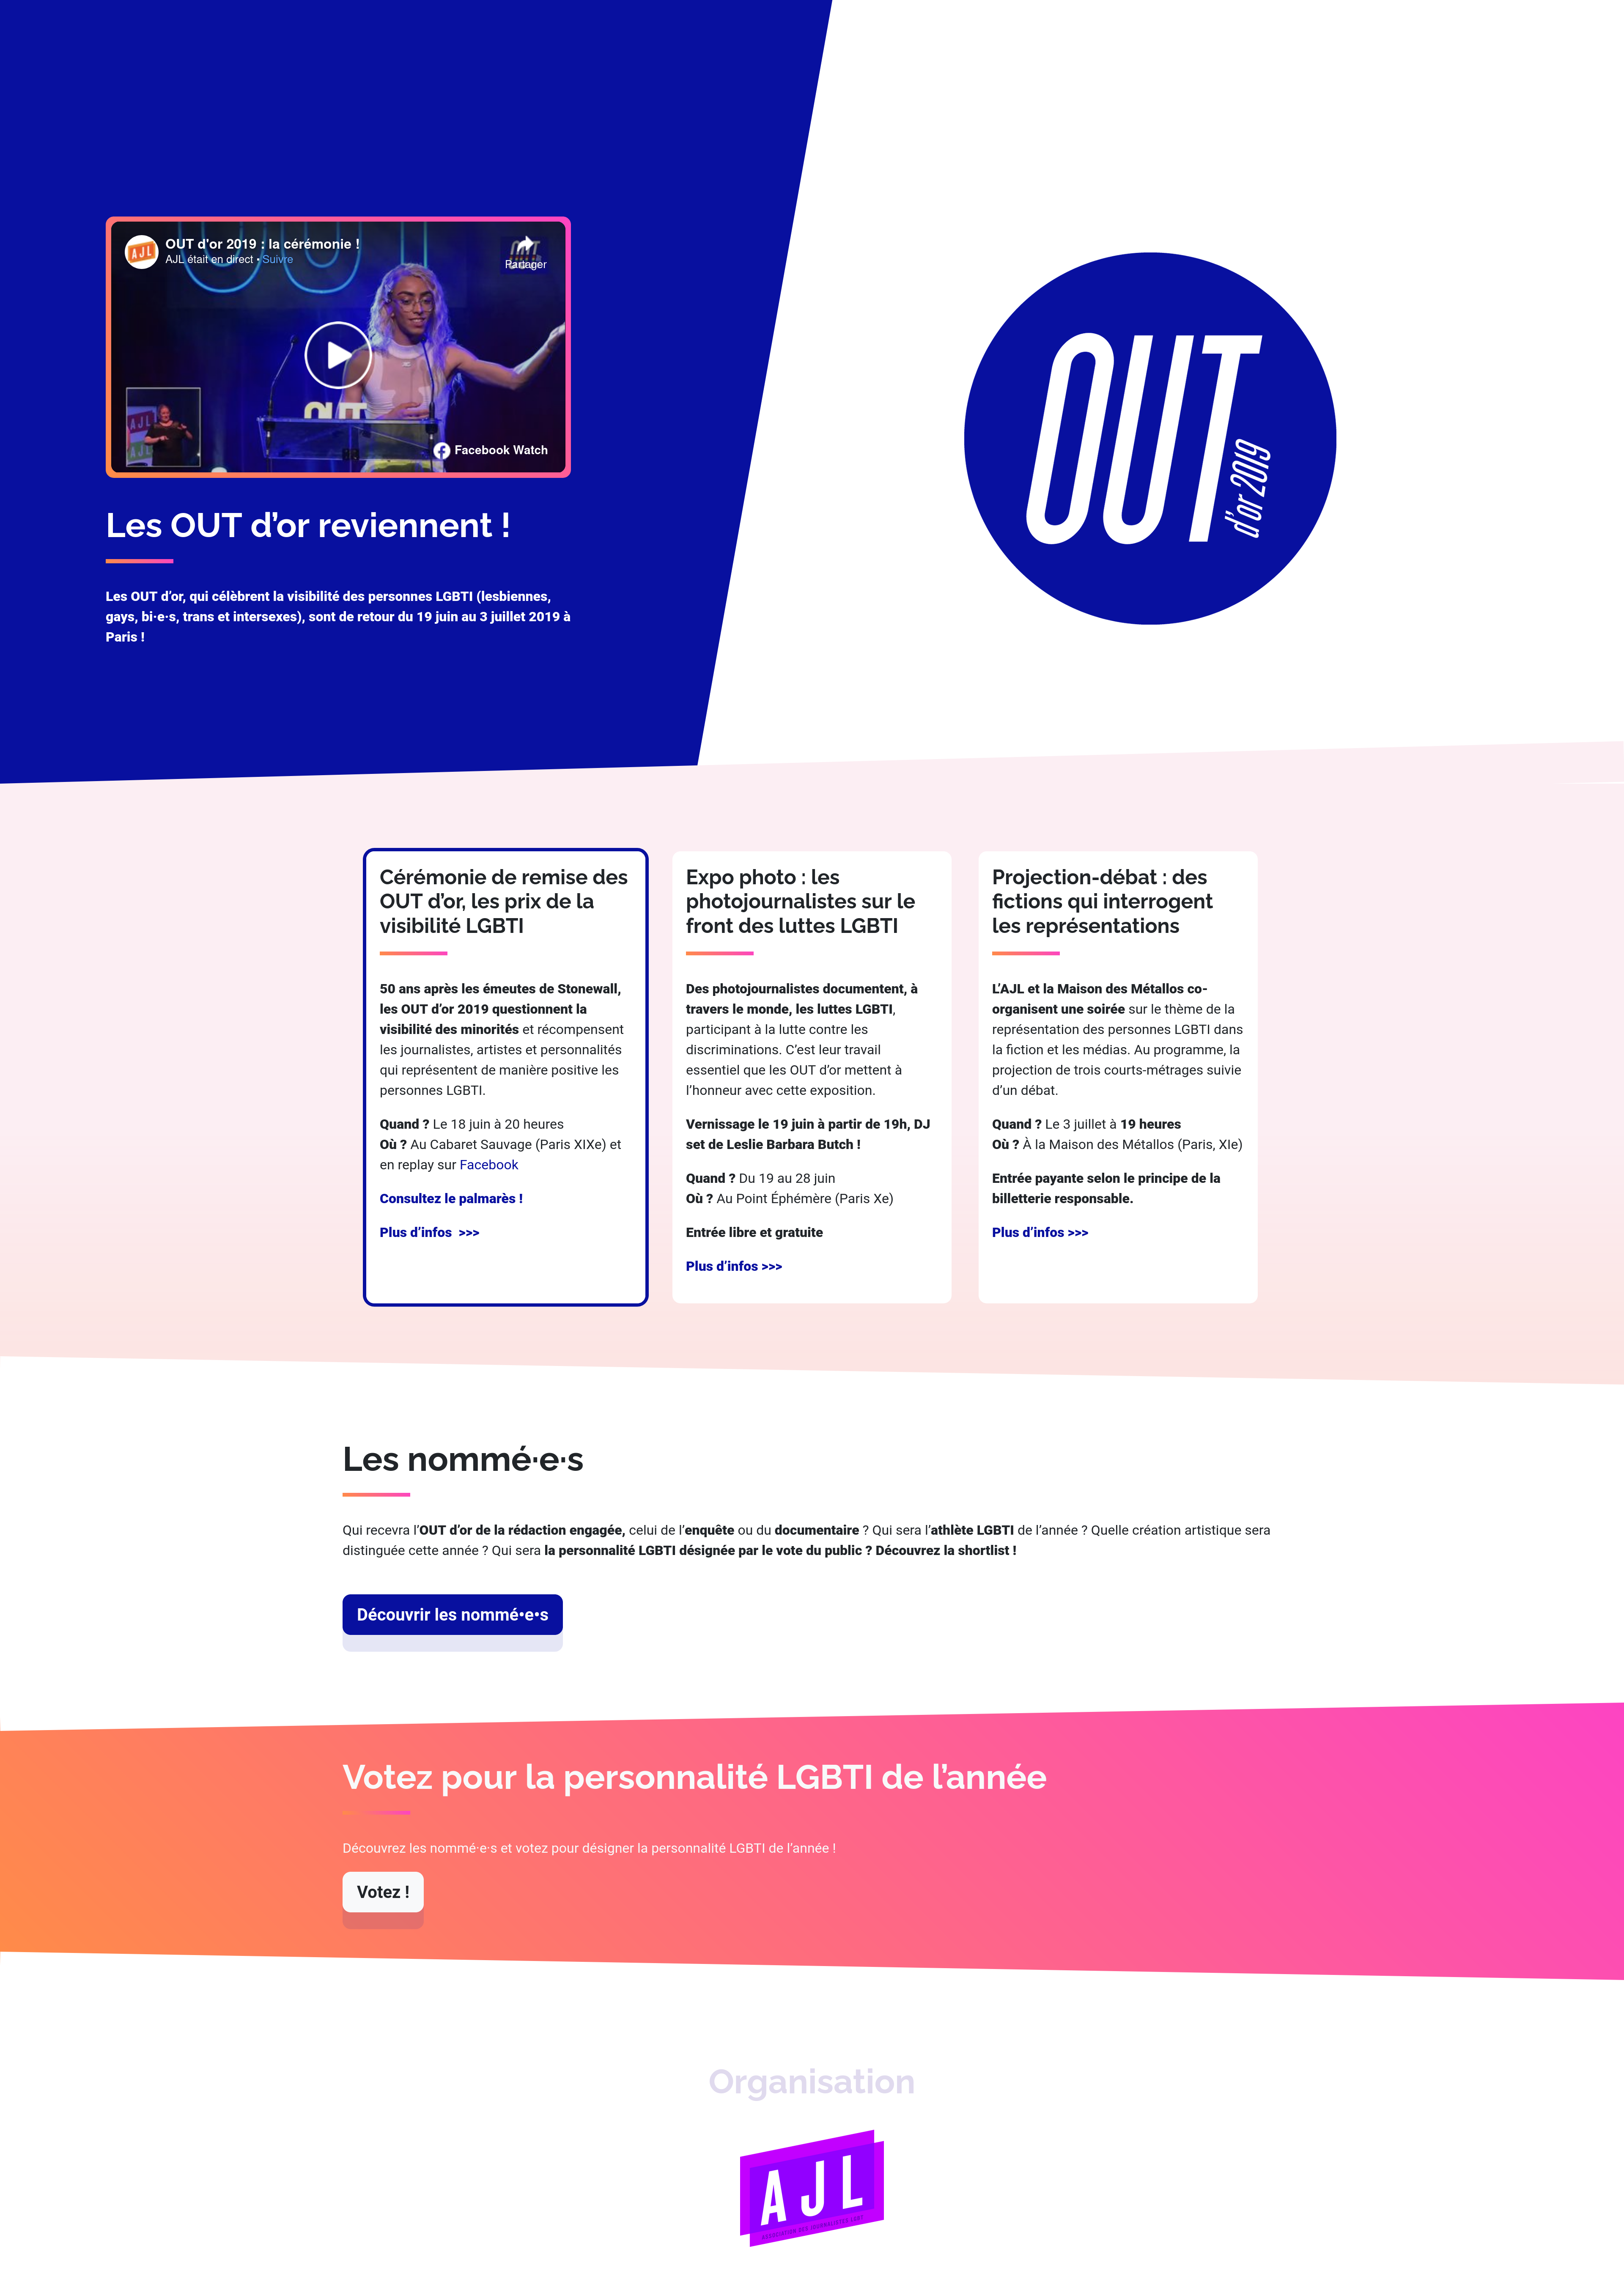 OUT d'or 2019 : la cérémonie !
AJL était en direct • Suivre
Partager
AJL
OUT
Facebook Watch
Les OUT d’or reviennent !
Les OUT d’or, qui célèbrent la visibilité des personnes LGBTI (lesbiennes,
gays, bi·e·s, trans et intersexes), sont de retour du 19 juin au 3 juillet 2019 à
Paris !
OUT
d’or 2019
Cérémonie de remise des
OUT d’or, les prix de la
visibilité LGBTI
50 ans après les émeutes de Stonewall,
les OUT d’or 2019 questionnent la
visibilité des minorités et récompensent
les journalistes, artistes et personnalités
qui représentent de manière positive les
personnes LGBTI.
Quand ? Le 18 juin à 20 heures
Où ? Au Cabaret Sauvage (Paris XIXe) et
en replay sur Facebook
Consultez le palmarès !
Plus d’infos >>>
Expo photo : les
photojournalistes sur le
front des luttes LGBTI
Des photojournalistes documentent, à
travers le monde, les luttes LGBTI,
participant à la lutte contre les
discriminations. C’est leur travail
essentiel que les OUT d’or mettent à
l’honneur avec cette exposition.
Vernissage le 19 juin à partir de 19h, DJ
set de Leslie Barbara Butch !
Quand ? Du 19 au 28 juin
Où ? Au Point Éphémère (Paris Xe)
Entrée libre et gratuite
Plus d’infos >>>
Projection-débat : des
fictions qui interrogent
les représentations
L’AJL et la Maison des Métallos co-
organisent une soirée sur le thème de la
représentation des personnes LGBTI dans
la fiction et les médias. Au programme, la
projection de trois courts-métrages suivie
d’un débat.
Quand ? Le 3 juillet à 19 heures
Où ? À la Maison des Métallos (Paris, XIe)
Entrée payante selon le principe de la
billetterie responsable.
Plus d’infos >>>
Les nommé·e·s
Qui recevra l’OUT d’or de la rédaction engagée, celui de l’enquête ou du documentaire ? Qui sera l’athlète LGBTI de l’année ? Quelle création artistique sera
distinguée cette année ? Qui sera la personnalité LGBTI désignée par le vote du public ? Découvrez la shortlist !
Découvrir les nommé•e•s
Votez pour la personnalité LGBTI de l’année
Découvrez les nommé·e·s et votez pour désigner la personnalité LGBTI de l’année !
Votez !
Organisation
AJL
ASSOCIATION DES JOURNALISTES LGBT